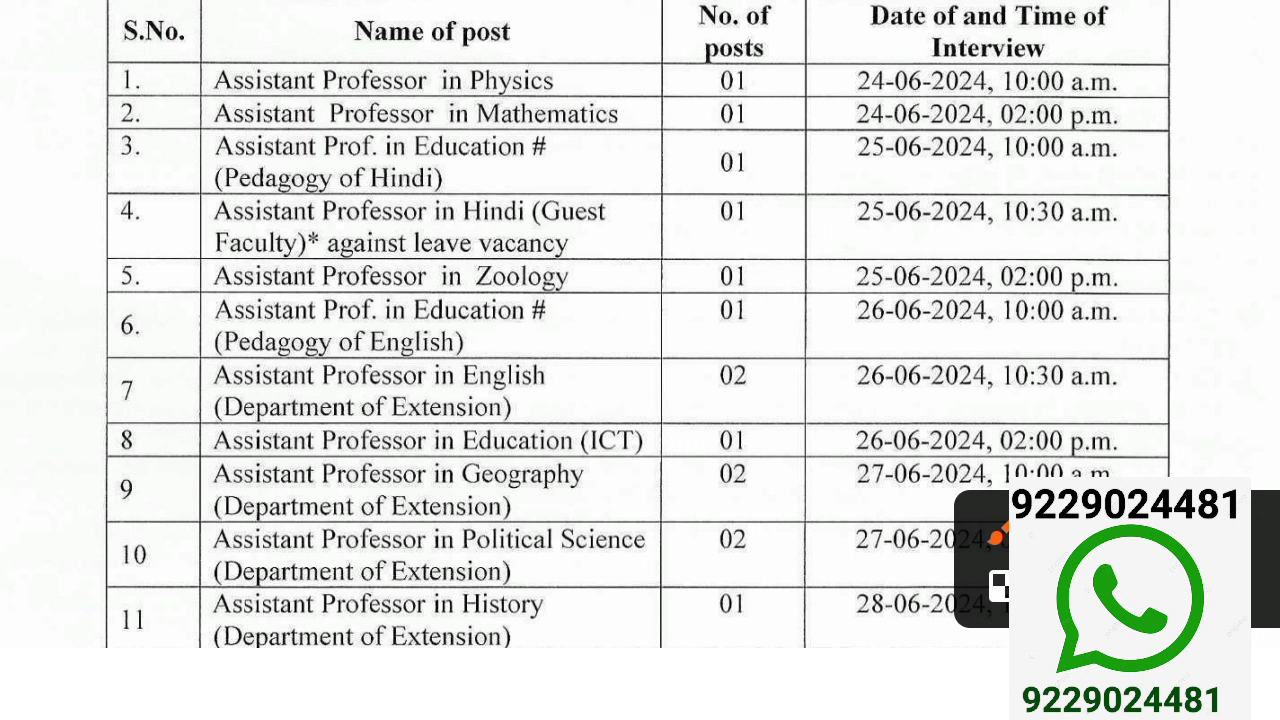 S.No. Name of post No. of posts Date of and Time of Interview
1. Assistant Professor in Physics 01 24-06-2024, 10:00 a.m.
2. Assistant Professor in Mathematics 01 24-06-2024, 02:00 p.m.
3. Assistant Prof. in Education # 01 25-06-2024, 10:00 a.m.
(Pedagogy of Hindi)
4. Assistant Professor in Hindi (Guest 01 25-06-2024, 10:30 a.m.
Faculty)* against leave vacancy
5. Assistant Professor in Zoology 01 25-06-2024, 02:00 p.m.
6. Assistant Prof. in Education # 01 26-06-2024, 10:00 a.m.
(Pedagogy of English)
7 Assistant Professor in English 02 26-06-2024, 10:30 a.m.
(Department of Extension)
8 Assistant Professor in Education (ICT) 01 26-06-2024, 02:00 p.m.
9 Assistant Professor in Geography 02 27-06-2024, 10:00 a.m.
(Department of Extension)
10 Assistant Professor in Political Science 02 27-06-2024,
(Department of Extension)
11 Assistant Professor in History 01 28-06-2024,
(Department of Extension)
9229024481
9229024481